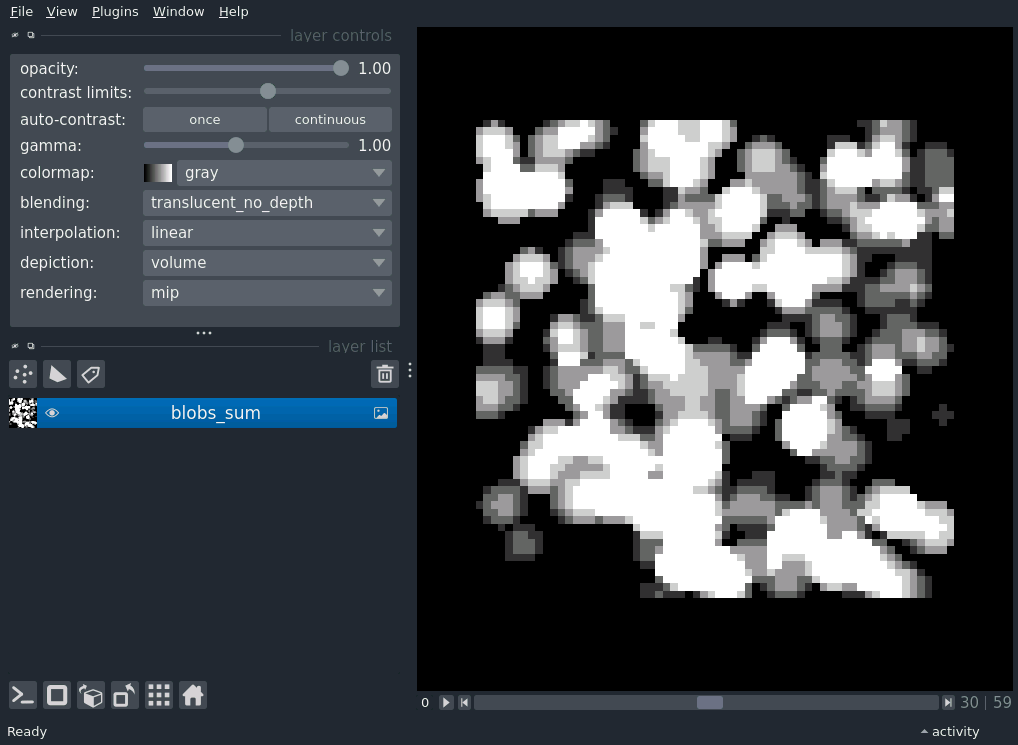 File View Plugins Window Help
layer controls
opacity: 1.00
contrast limits:
auto-contrast: once continuous
gamma: 1.00
colormap: gray
blending: translucent_no_depth
interpolation: linear
depiction: volume
rendering: mip
layer list
blobs_sum
0 30 | 59
Ready activity